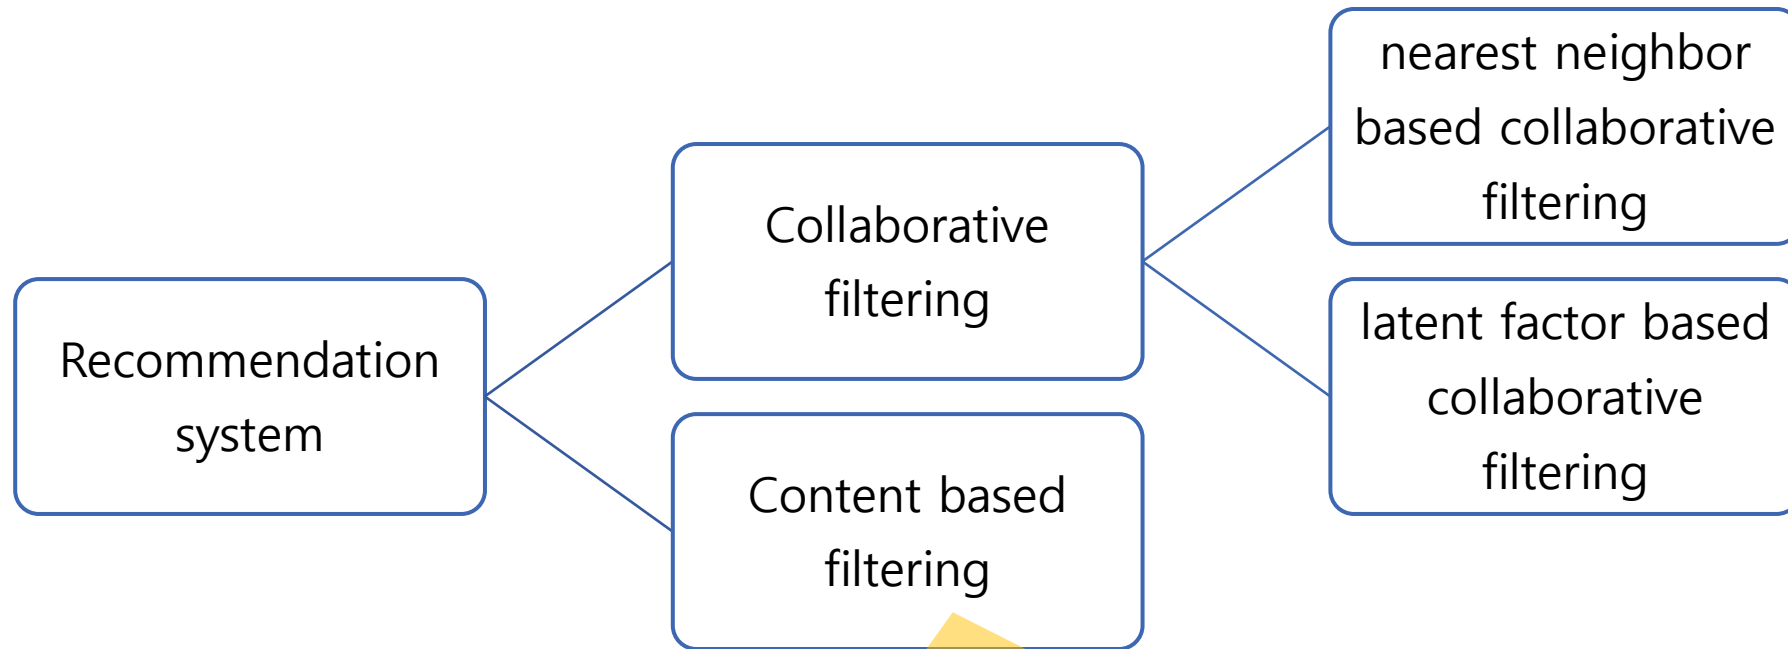 Recommendation
system
Collaborative
filtering
Content based
filtering
nearest neighbor
based collaborative
filtering
latent factor based
collaborative
filtering